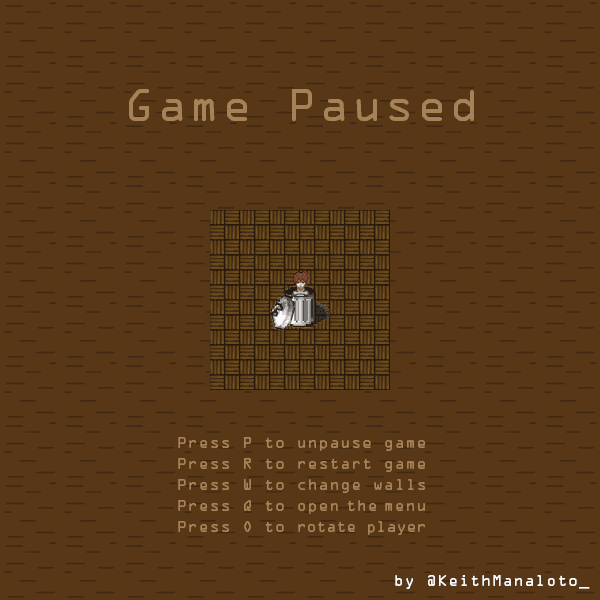 Game Paused
Press P to unpause game
Press R to restart game
Press W to change walls
Press Q to open the menu
Press O to rotate player
by @KeithManaloto_